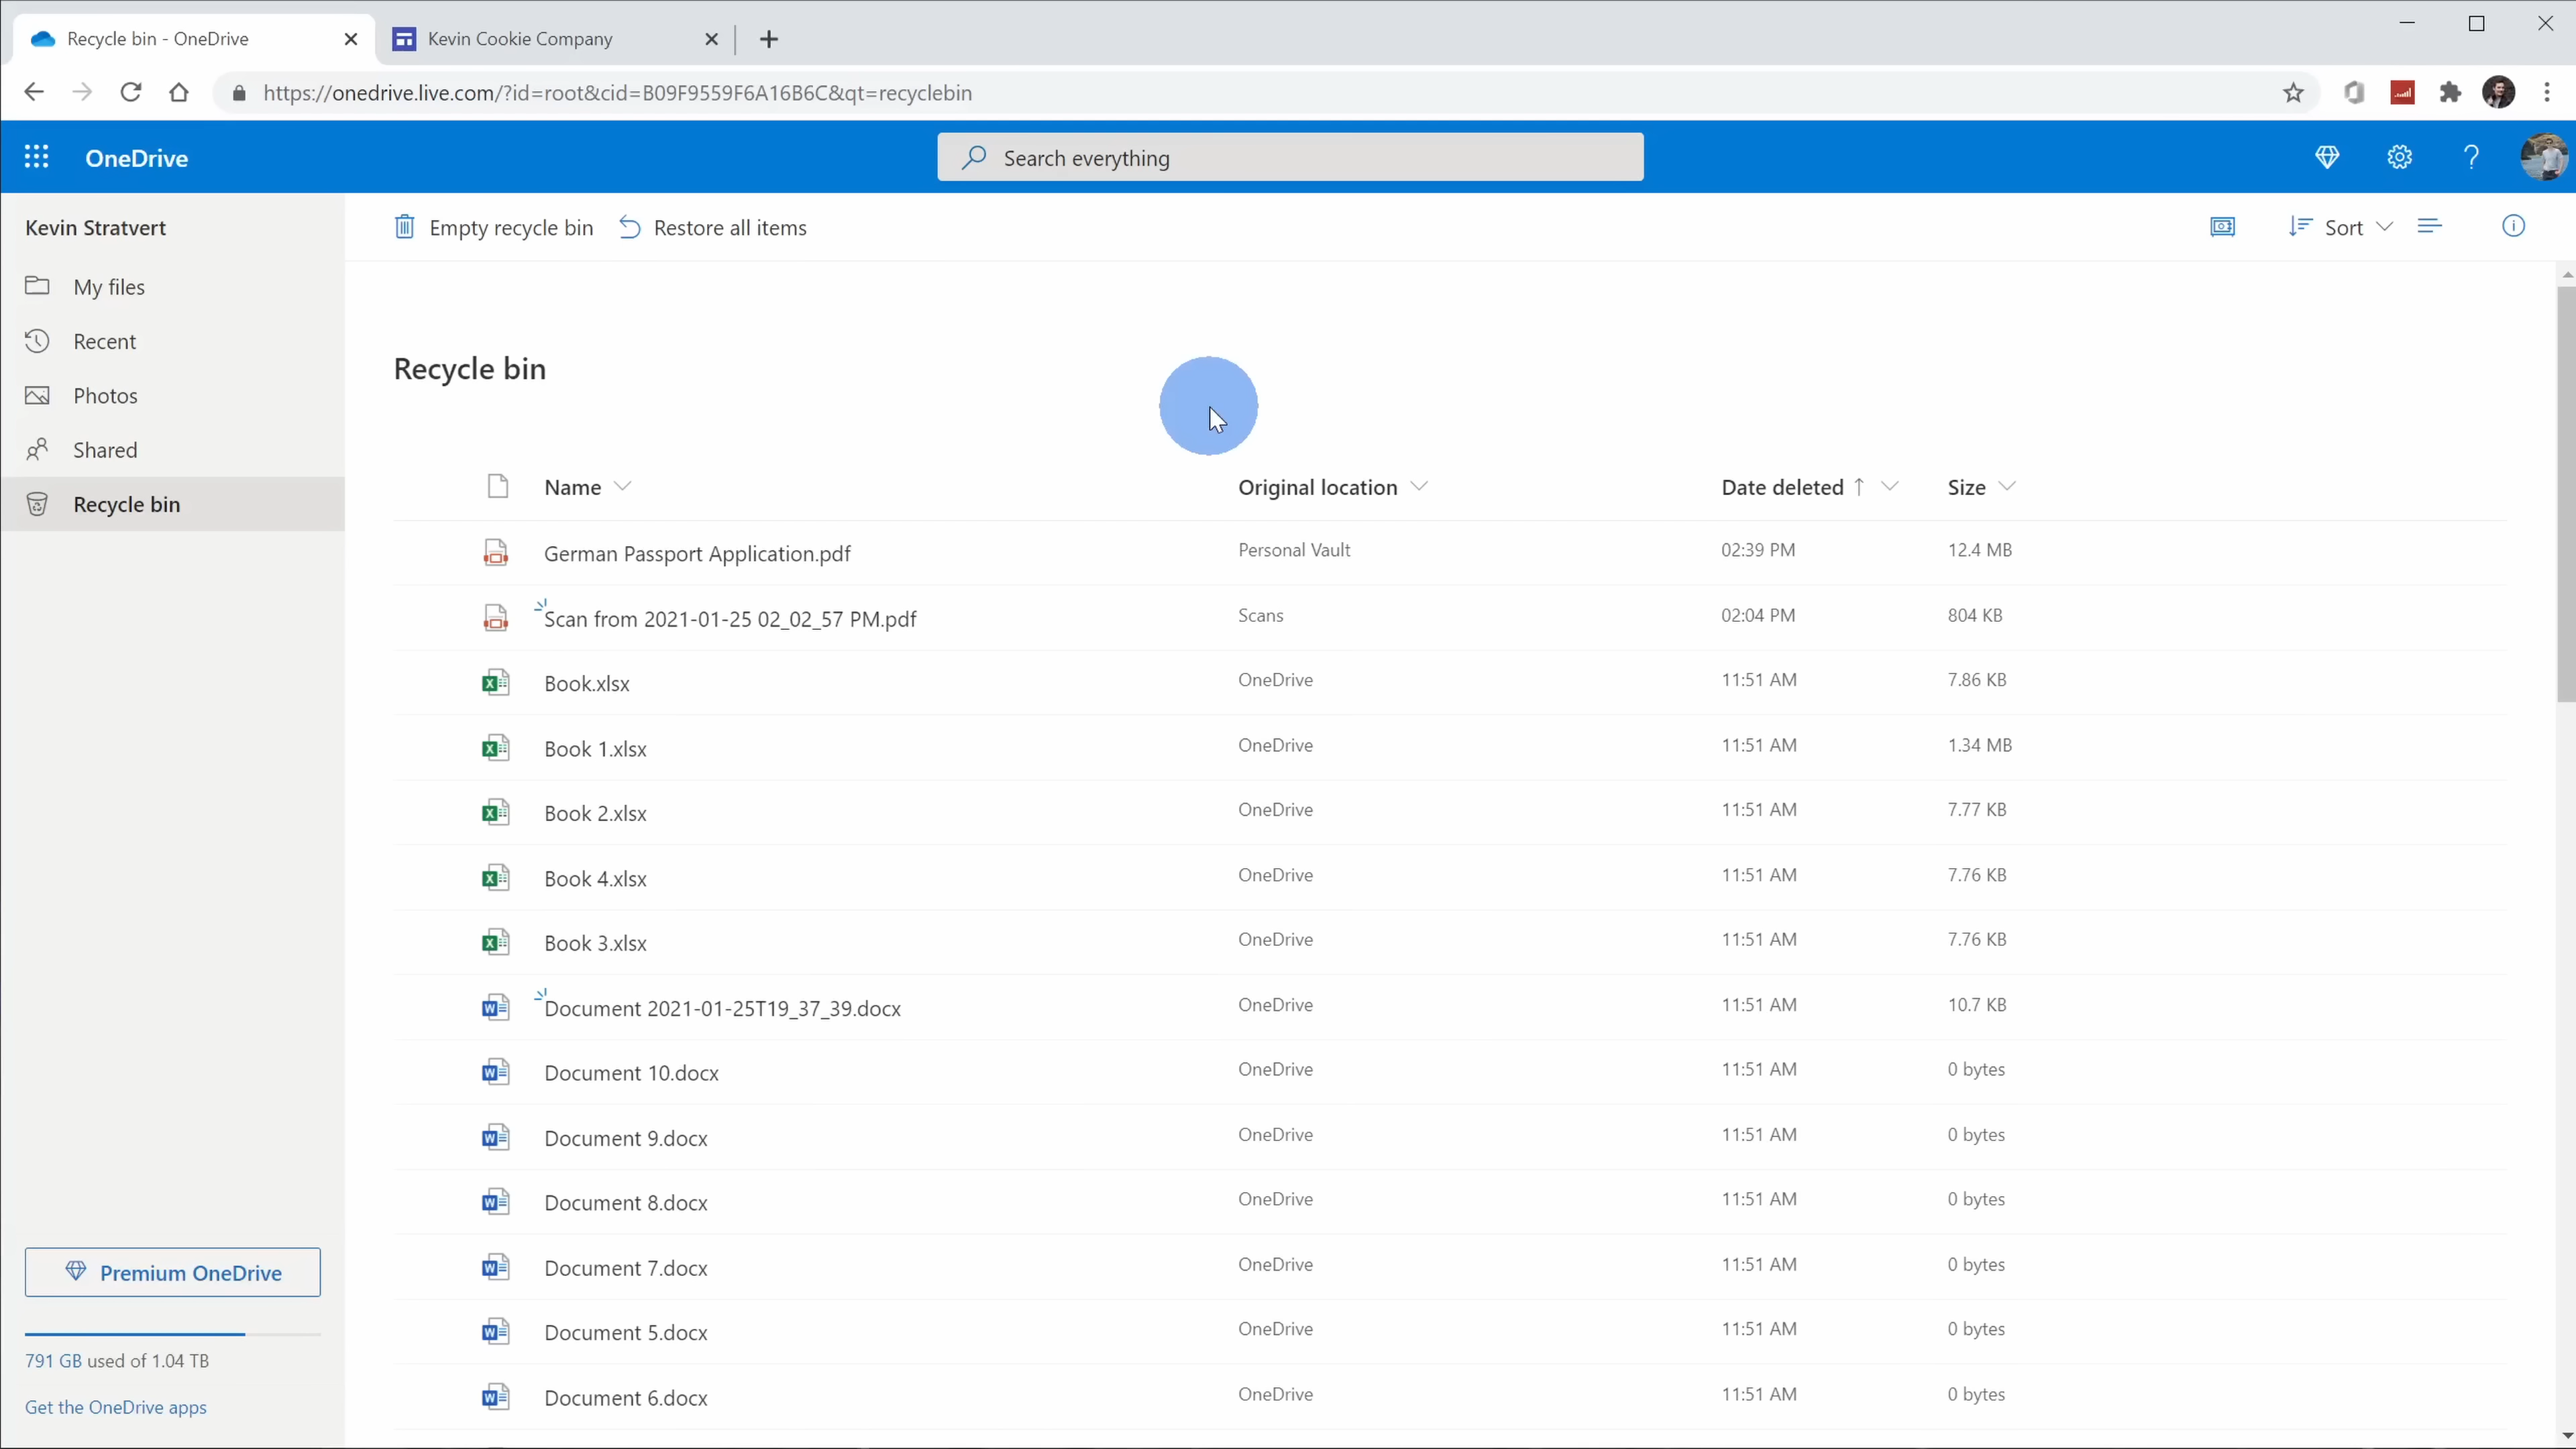 Recycle bin - OneDrive
Kevin Cookie Company
https://onedrive.live.com/?id=root&cid=B09F9559F6A16B6C&qt=recyclebin
OneDrive
Search everything
Kevin Stratvert
My files
Recent
Photos
Shared
Recycle bin
Premium OneDrive
791 GB used of 1.04 TB
Get the OneDrive apps
Empty recycle bin Restore all items Sort
Recycle bin
Name Original location Date deleted Size
German Passport Application.pdf Personal Vault 02:39 PM 12.4 MB
Scan from 2021-01-25 02_02_57 PM.pdf Scans 02:04 PM 804 KB
Book.xlsx OneDrive 11:51 AM 7.86 KB
Book 1.xlsx OneDrive 11:51 AM 1.34 MB
Book 2.xlsx OneDrive 11:51 AM 7.77 KB
Book 4.xlsx OneDrive 11:51 AM 7.76 KB
Book 3.xlsx OneDrive 11:51 AM 7.76 KB
Document 2021-01-25T19_37_39.docx OneDrive 11:51 AM 10.7 KB
Document 10.docx OneDrive 11:51 AM 0 bytes
Document 9.docx OneDrive 11:51 AM 0 bytes
Document 8.docx OneDrive 11:51 AM 0 bytes
Document 7.docx OneDrive 11:51 AM 0 bytes
Document 5.docx OneDrive 11:51 AM 0 bytes
Document 6.docx OneDrive 11:51 AM 0 bytes